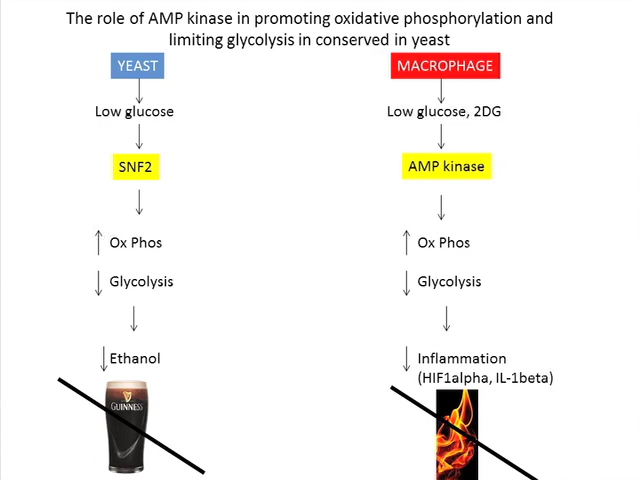 The role of AMP kinase in promoting oxidative phosphorylation and
limiting glycolysis in conserved in yeast
YEAST
Low glucose
SNF2
Ox Phos
Glycolysis
Ethanol
GUINNESS
MACROPHAGE
Low glucose, 2DG
AMP kinase
Ox Phos
Glycolysis
Inflammation
(HIF1alpha, IL-1beta)